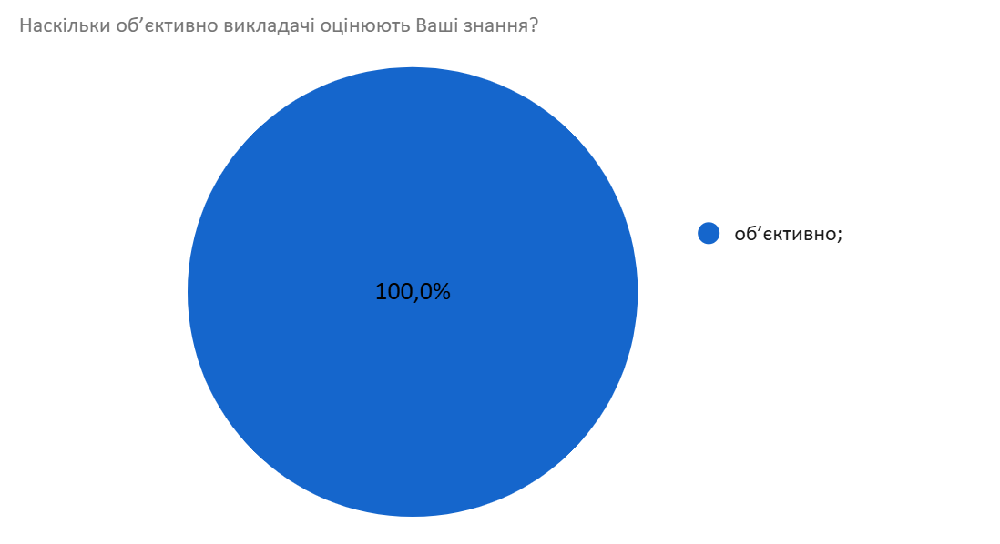 Наскільки об’єктивно викладачі оцінюють Ваші знання?
об’єктивно;
100,0%